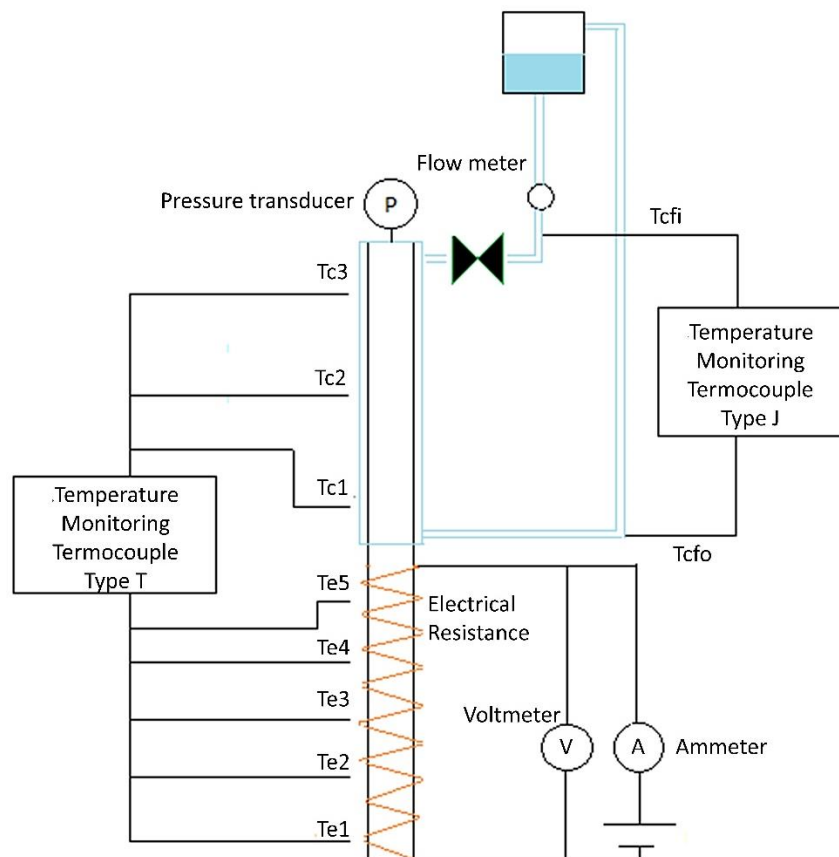 Flow meter
Pressure transducer
P
Tcfi
Tc3
Temperature
Monitoring
Termocouple
Type J
Tc2
Tc1
Temperature
Monitoring
Termocouple
Type T
Tcfo
Te5
Electrical
Resistance
Te4
Te3
Voltmeter
V
A
Ammeter
Te2
Te1